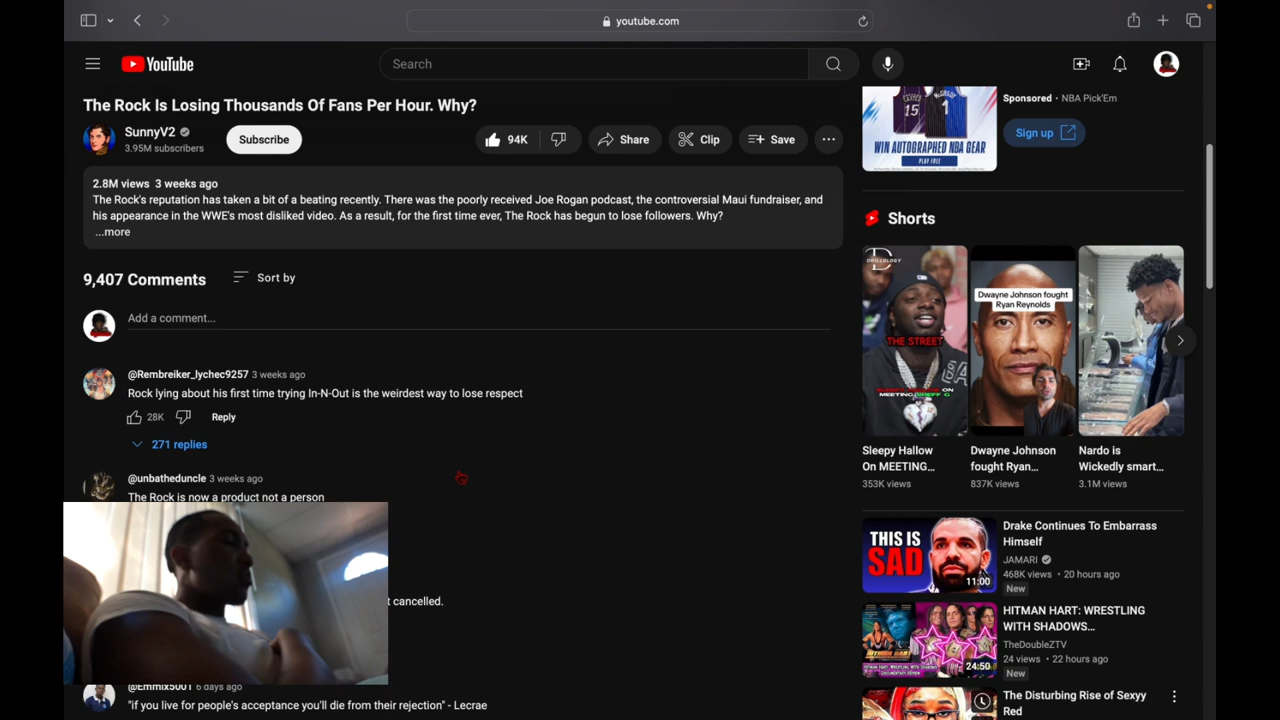 youtube.com
YouTube
Search
The Rock Is Losing Thousands Of Fans Per Hour. Why?
SunnyV2
3.95M subscribers
Subscribe
94K
Share
Clip
Save
2.8M views 3 weeks ago
The Rock's reputation has taken a bit of a beating recently. There was the poorly received Joe Rogan podcast, the controversial Maui fundraiser, and
his appearance in the WWE's most disliked video. As a result, for the first time ever, The Rock has begun to lose followers. Why?
...more
9,407 Comments
Sort by
Add a comment...
@Rembreiker_lychec9257 3 weeks ago
Rock lying about his first time trying In-N-Out is the weirdest way to lose respect
28K
Reply
271 replies
@unbatheduncle 3 weeks ago
The Rock is now a product not a person
t cancelled.
@Emmix5001 6 days ago
"if you live for people's acceptance you'll die from their rejection" - Lecrae
15
1
WIN AUTOGRAPHED NBA GEAR
PLAY FREE
Sponsored • NBA Pick'Em
Sign up
Shorts
DRILLOLOGY
THE STREET
ON
MEETING SHEFF G
Sleepy Hallow
On MEETING...
353K views
Dwayne Johnson fought
Ryan Reynolds
Dwayne Johnson
fought Ryan...
837K views
Nardo is
Wickedly smart...
3.1M views
THIS IS
SAD
11:00
Drake Continues To Embarrass
Himself
JAMARI
468K views • 20 hours ago
New
24:50
HITMAN HART: WRESTLING
WITH SHADOWS...
TheDoubleZTV
24 views • 22 hours ago
New
The Disturbing Rise of Sexyy
Red